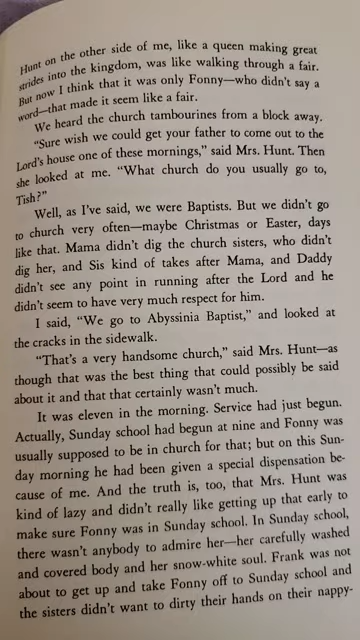 Hunt on the other side of me, like a queen making great
strides into the kingdom, was like walking through a fair.
But now I think that it was only Fonny—who didn't say a
word—that made it seem like a fair.
We heard the church tambourines from a block away.
"Sure wish we could get your father to come out to the
Lord's house one of these mornings," said Mrs. Hunt. Then
she looked at me. "What church do you usually go to,
Tish?"
Well, as I've said, we were Baptists. But we didn't go
to church very often—maybe Christmas or Easter, days
like that. Mama didn't dig the church sisters, who didn't
dig her, and Sis kind of takes after Mama, and Daddy
didn't see any point in running after the Lord and he
didn't seem to have very much respect for him.
I said, "We go to Abyssinia Baptist," and looked at
the cracks in the sidewalk.
"That's a very handsome church," said Mrs. Hunt—as
though that was the best thing that could possibly be said
about it and that that certainly wasn't much.
It was eleven in the morning. Service had just begun.
Actually, Sunday school had begun at nine and Fonny was
usually supposed to be in church for that; but on this Sun-
day morning he had been given a special dispensation be-
cause of me. And the truth is, too, that Mrs. Hunt was
kind of lazy and didn't really like getting up that early to
make sure Fonny was in Sunday school. In Sunday school,
there wasn't anybody to admire her—her carefully washed
and covered body and her snow-white soul. Frank was not
about to get up and take Fonny off to Sunday school and
the sisters didn't want to dirty their hands on their nappy-